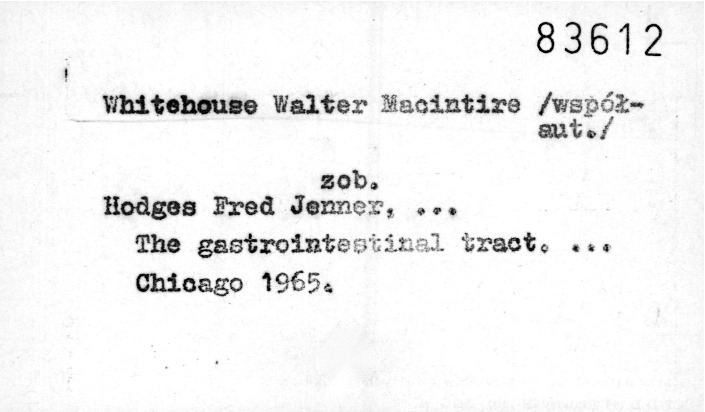 83612
Whitehouse Walter Macintire /współ-
aut./
zob.
Hodges Fred Jenner, ...
The gastrointestinal tract. ...
Chicago 1965.